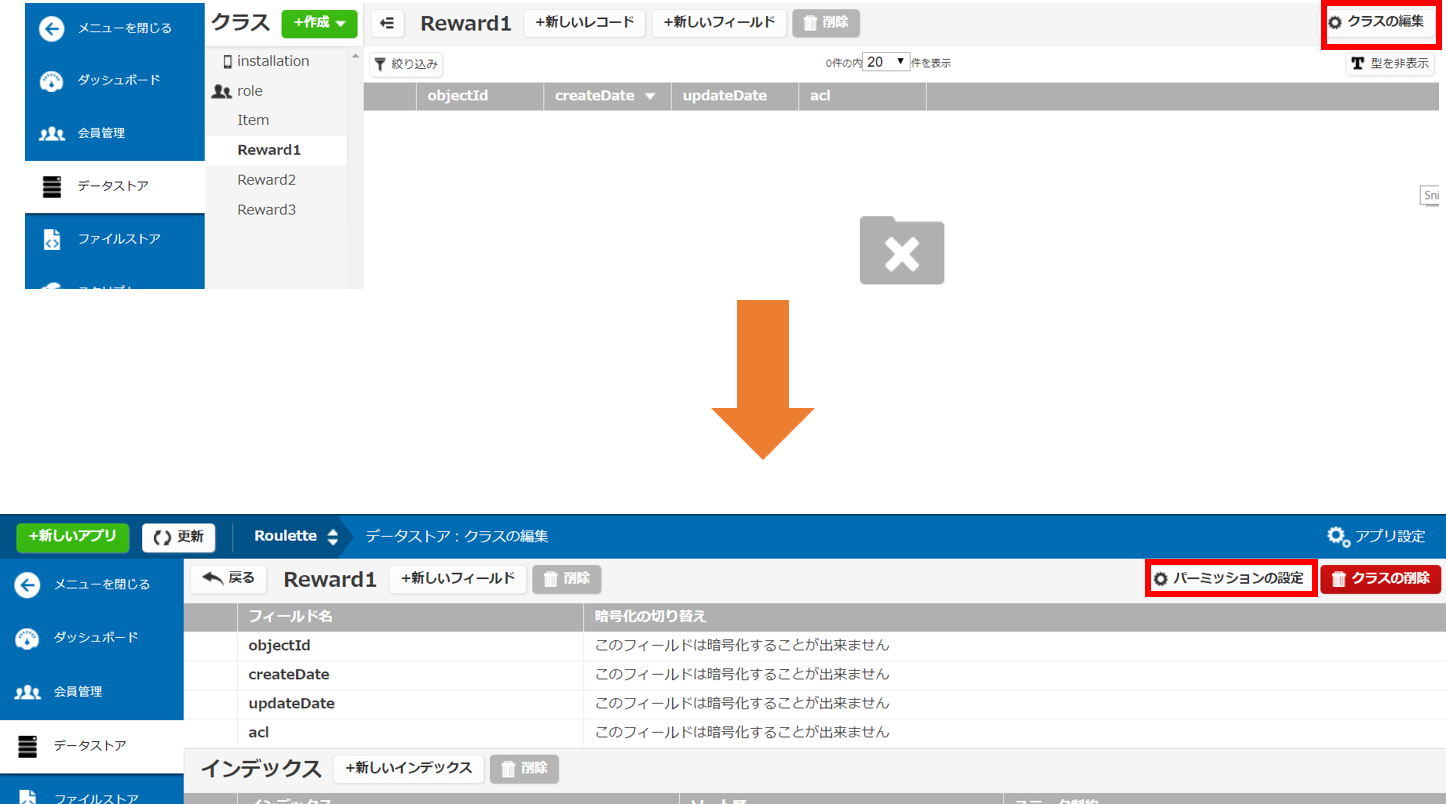 メニューを閉じる
ダッシュボード
会員管理
データストア
ファイルストア
スクリプト
クラス +作成
installation
role
Item
Reward1
Reward2
Reward3
Reward1 +新しいレコード +新しいフィールド 削除 クラスの編集
絞り込み 0件の内 20 件を表示 型を非表示
objectId createDate updateDate acl
Sni
+新しいアプリ 更新 Roulette データストア : クラスの編集 アプリ設定
メニューを閉じる
ダッシュボード
会員管理
データストア
ファイルストア
戻る Reward1 +新しいフィールド 削除 パーミッションの設定 クラスの削除
フィールド名 暗号化の切り替え
objectId このフィールドは暗号化することが出来ません
createDate このフィールドは暗号化することが出来ません
updateDate このフィールドは暗号化することが出来ません
acl このフィールドは暗号化することが出来ません
インデックス +新しいインデックス 削除
インデックス ソート順